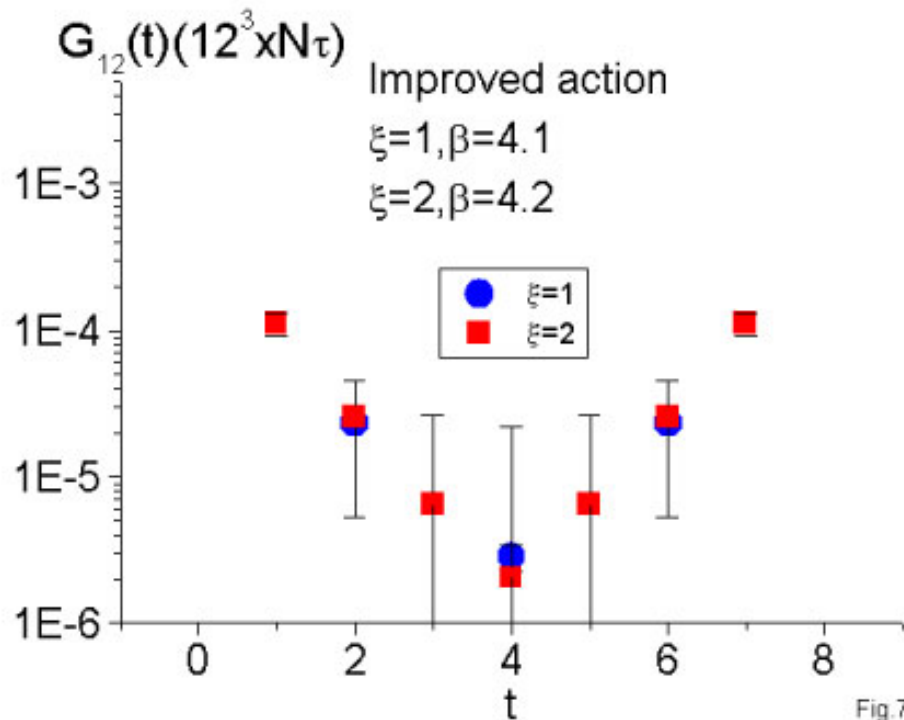 G₁₂(t)(12³xNτ)
Improved action
ξ=1,β=4.1
ξ=2,β=4.2
1E-3
1E-4
1E-5
1E-6
ξ=1
ξ=2
0 2 4 6 8
t
Fig.7